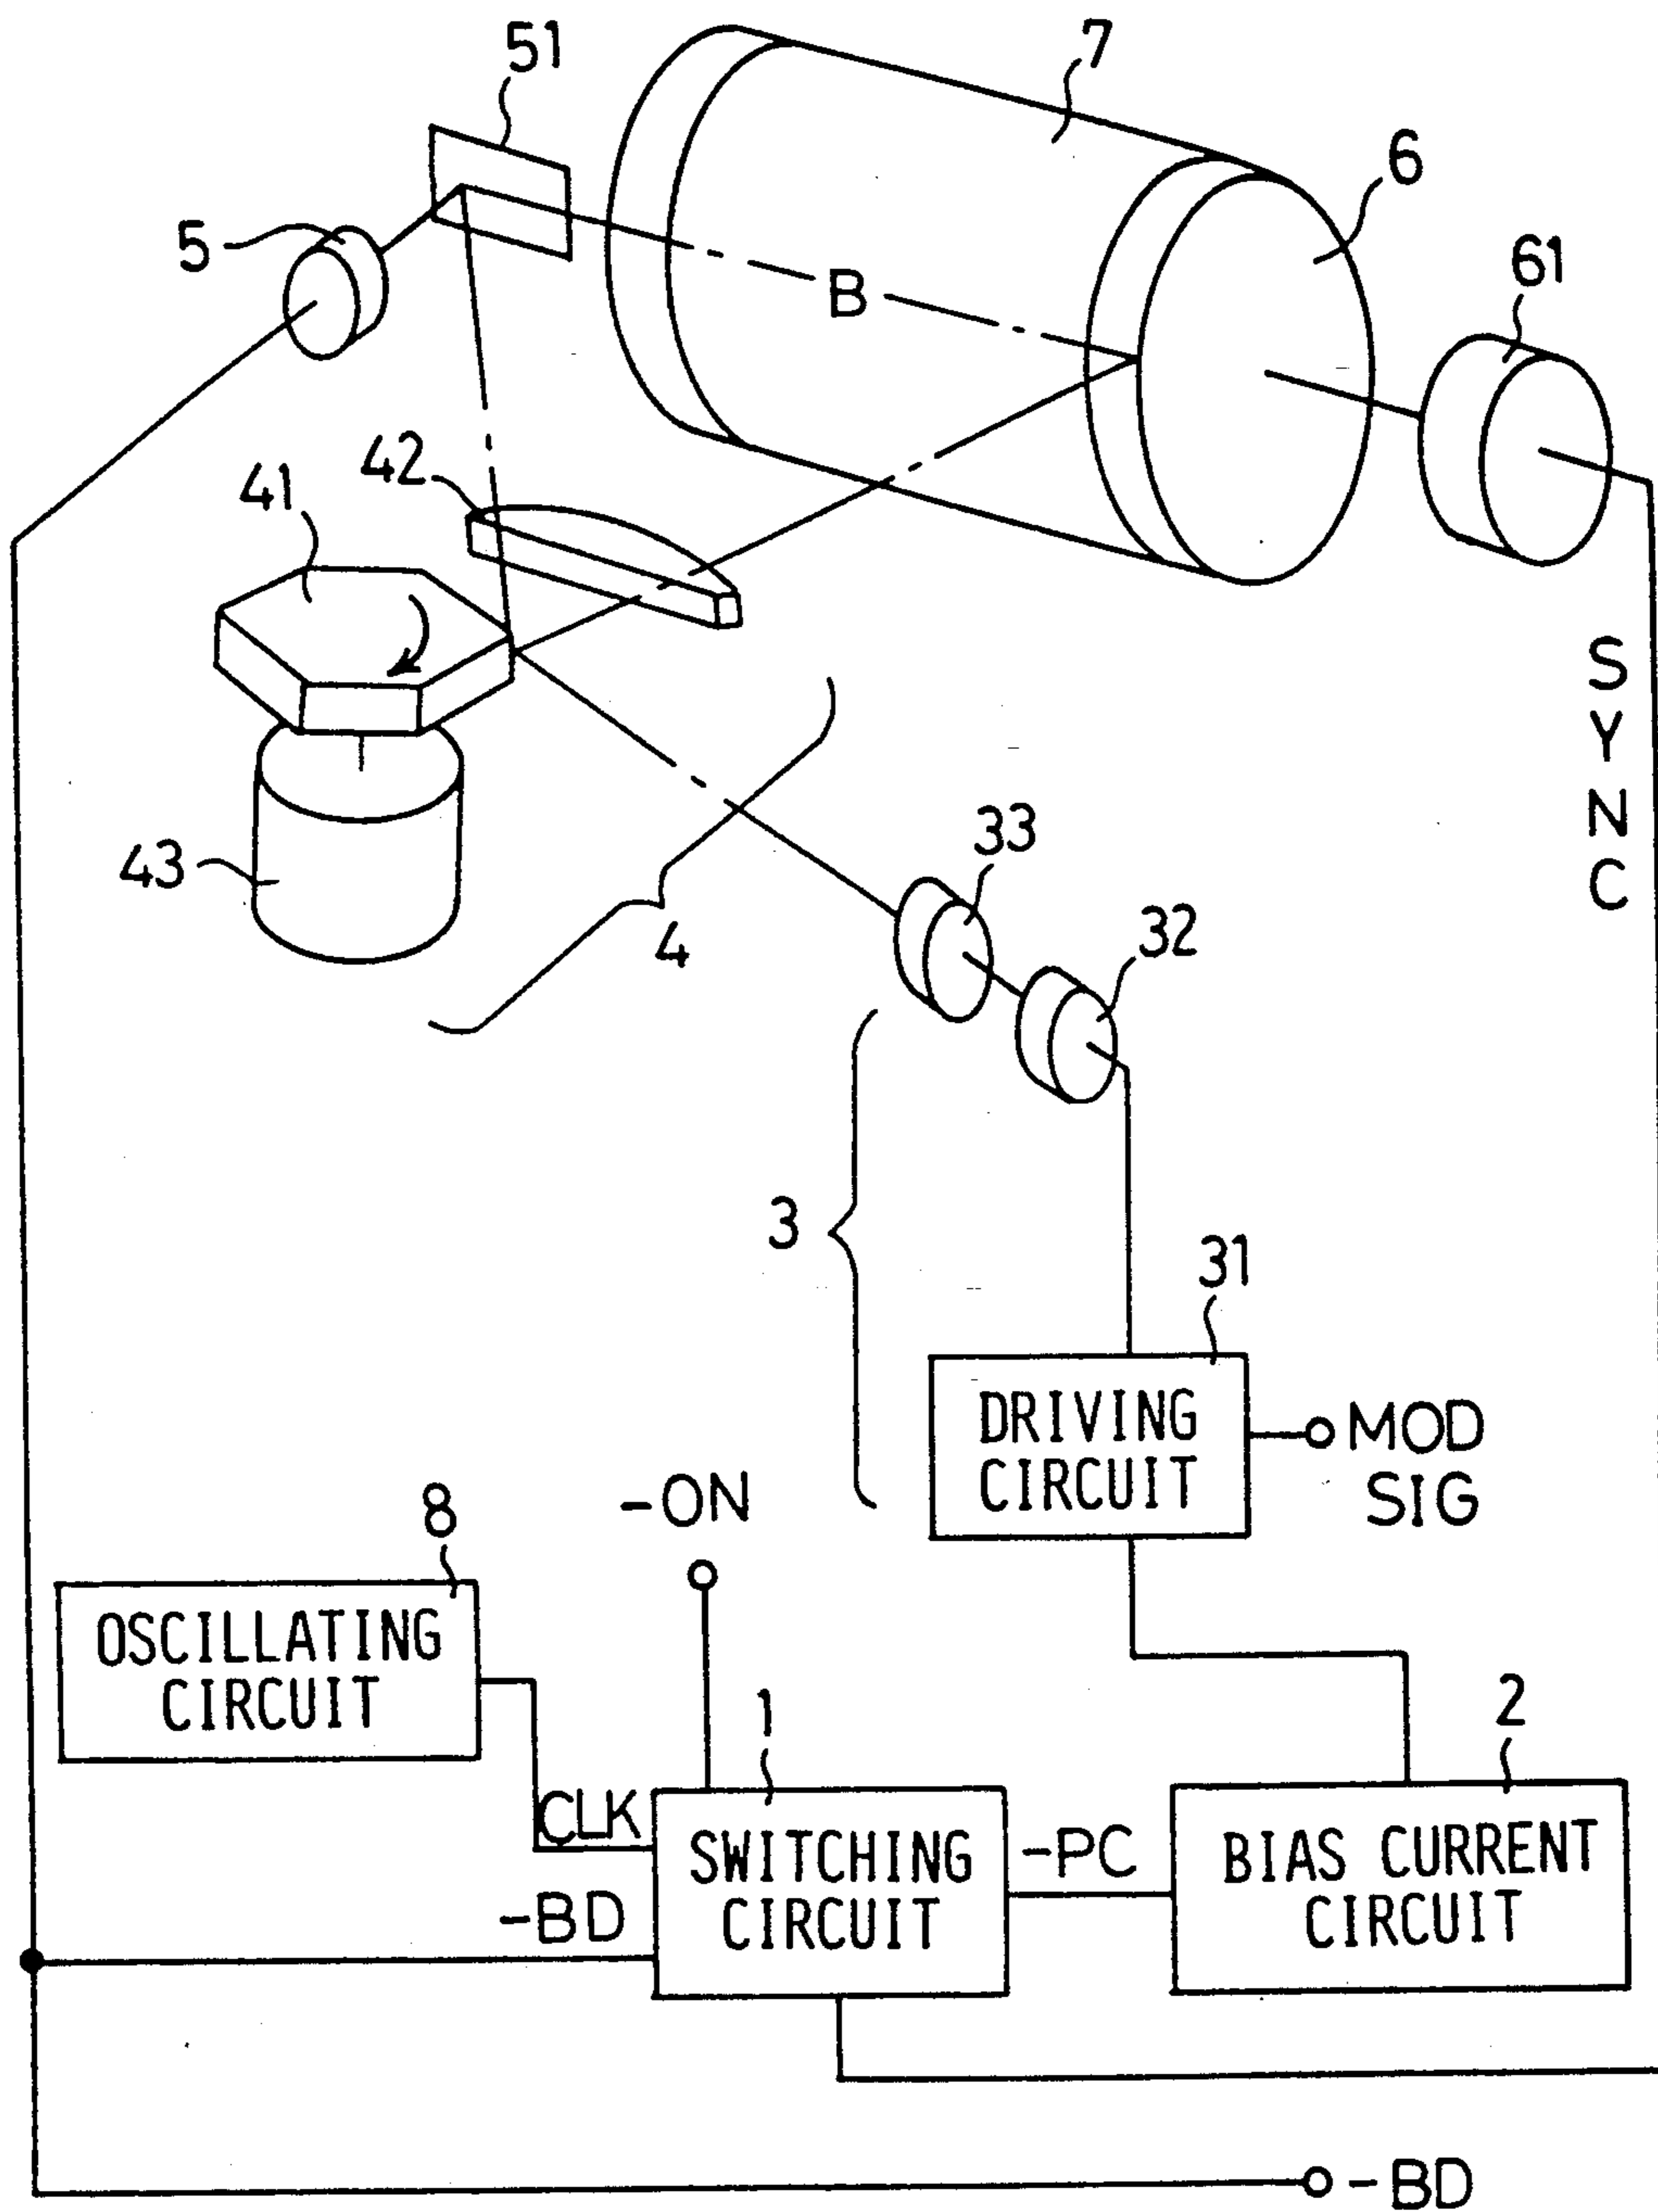 51
7
6
5
61
B
42
41
SYNC
33
43
32
4
3
31
DRIVING
CIRCUIT
MOD
SIG
-ON
8
OSCILLATING
CIRCUIT
1
2
CLK
SWITCHING
CIRCUIT
-PC
BIAS CURRENT
CIRCUIT
-BD
-BD